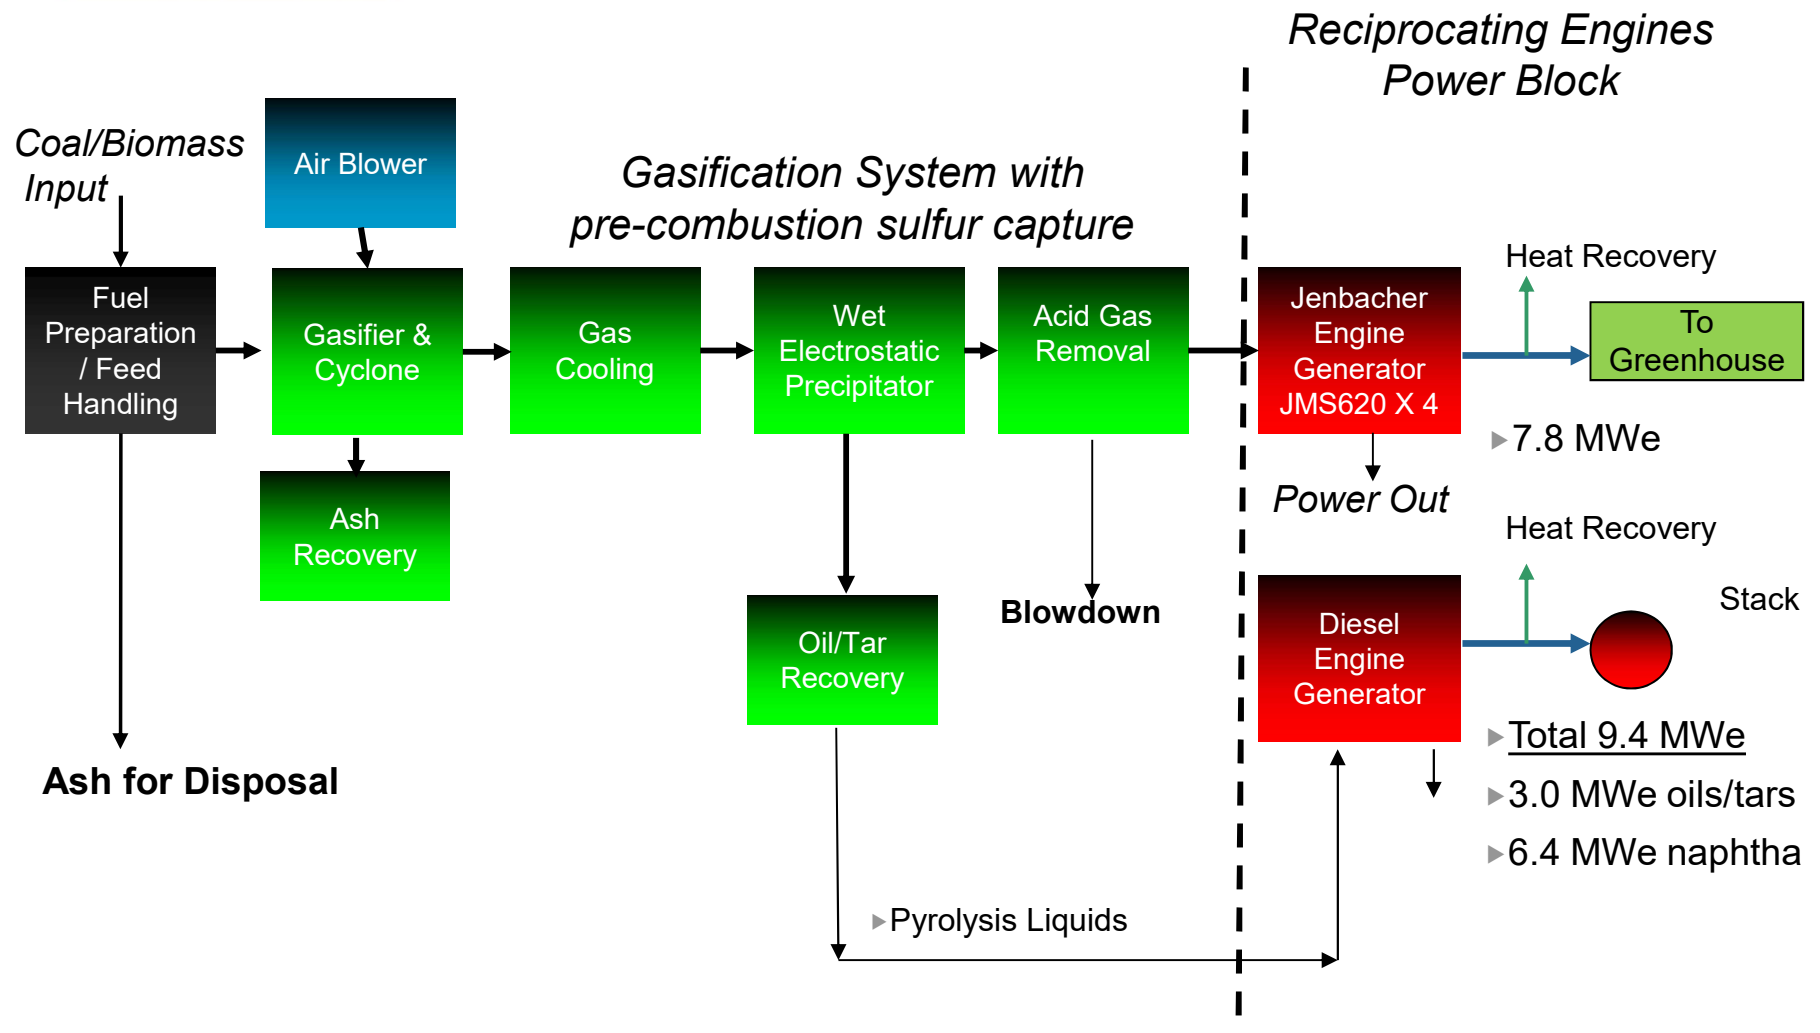 Reciprocating Engines
Power Block
Coal/Biomass
Input
Air Blower
Gasification System with
pre-combustion sulfur capture
Fuel
Preparation
/ Feed
Handling
Gasifier &
Cyclone
Gas
Cooling
Wet
Electrostatic
Precipitator
Acid Gas
Removal
Jenbacher
Engine
Generator
JMS620 X 4
Heat Recovery
To
Greenhouse
7.8 MWe
Power Out
Ash
Recovery
Oil/Tar
Recovery
Blowdown
Heat Recovery
Stack
Diesel
Engine
Generator
Total 9.4 MWe
3.0 MWe oils/tars
6.4 MWe naphtha
Ash for Disposal
Pyrolysis Liquids